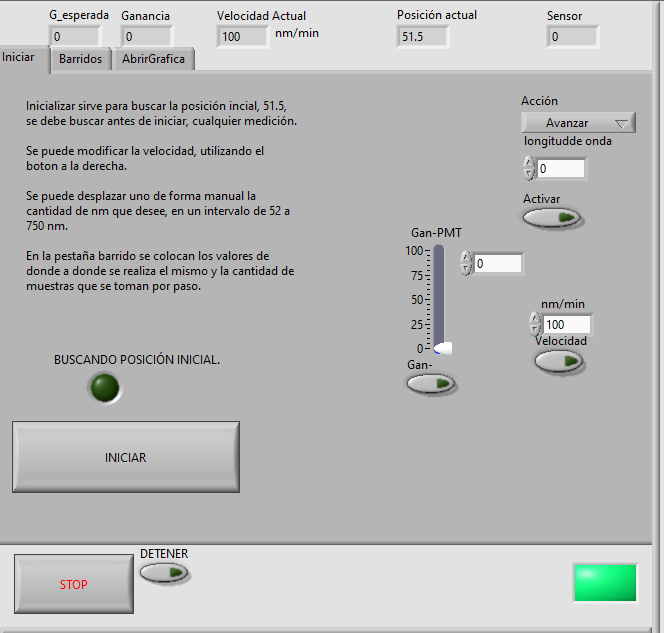 G_esperada
Ganancia
Velocidad Actual
Posición actual
Sensor
0
0
100
nm/min
51.5
0
Iniciar
Barridos
AbrirGrafica
Inicializar sirve para buscar la posición incial, 51.5,
se debe buscar antes de iniciar, cualquier medición.
Se puede modificar la velocidad, utilizando el
boton a la derecha.
Se puede desplazar uno de forma manual la
cantidad de nm que desee, en un intervalo de 52 a
750 nm.
En la pestaña barrido se colocan los valores de
donde a donde se realiza el mismo y la cantidad de
muestras que se toman por paso.
Acción
Avanzar
longitudde onda
0
Activar
Gan-PMT
100
75
50
25
0
0
Gan-
nm/min
100
Velocidad
BUSCANDO POSICIÓN INICIAL.
INICIAR
STOP
DETENER